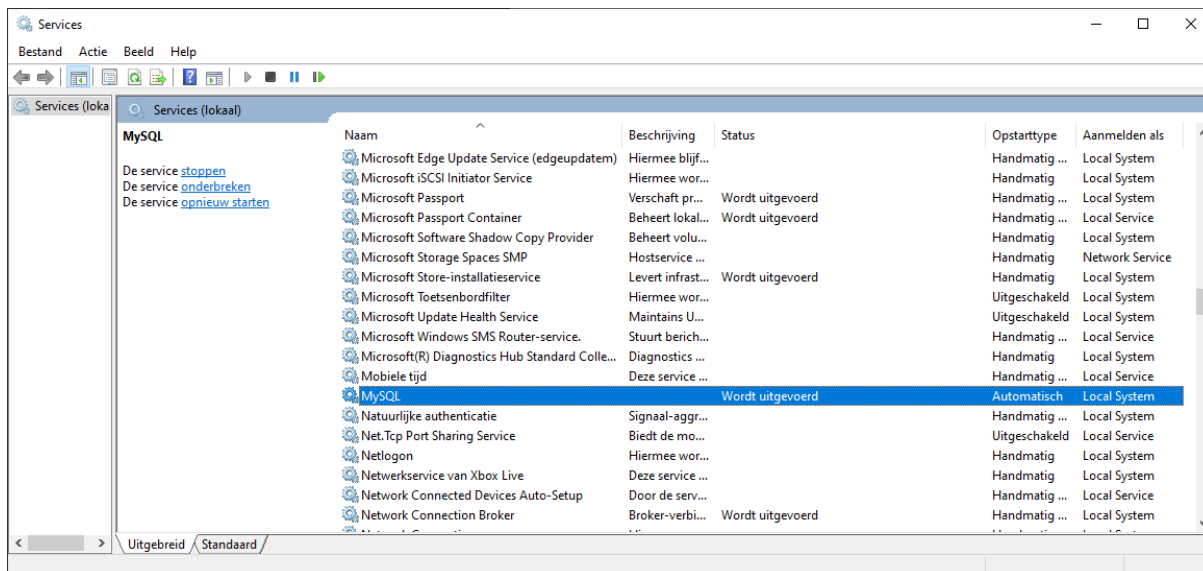 Services
Bestand Actie Beeld Help
Services (loka
Services (lokaal)
MySQL
De service stoppen
De service onderbreken
De service opnieuw starten
Naam Beschrijving Status Opstarttype Aanmelden als
Microsoft Edge Update Service (edgeupdatem) Hiermee blijf... Handmatig ... Local System
Microsoft iSCSI Initiator Service Hiermee wor... Handmatig Local System
Microsoft Passport Verschaft pr... Wordt uitgevoerd Handmatig ... Local System
Microsoft Passport Container Beheert lokal... Wordt uitgevoerd Handmatig ... Local Service
Microsoft Software Shadow Copy Provider Beheert volu... Handmatig Local System
Microsoft Storage Spaces SMP Hostservice ... Handmatig Network Service
Microsoft Store-installatieservice Levert infrast... Wordt uitgevoerd Handmatig Local System
Microsoft Toetsenbordfilter Hiermee wor... Uitgeschakeld Local System
Microsoft Update Health Service Maintains U... Uitgeschakeld Local System
Microsoft Windows SMS Router-service. Stuurt berich... Handmatig ... Local System
Microsoft(R) Diagnostics Hub Standard Colle... Diagnostics ... Handmatig Local System
Mobiele tijd Deze service ... Handmatig ... Local Service
MySQL Wordt uitgevoerd Automatisch Local System
Natuurlijke authenticatie Signaal-aggr... Handmatig ... Local System
Net.Tcp Port Sharing Service Biedt de mo... Uitgeschakeld Local Service
Netlogon Hiermee wor... Handmatig Local System
Netwerkservice van Xbox Live Deze service ... Handmatig Local System
Network Connected Devices Auto-Setup Door de serv... Handmatig ... Local Service
Network Connection Broker Broker-verbi... Wordt uitgevoerd Handmatig ... Local System
Uitgebreid Standaard